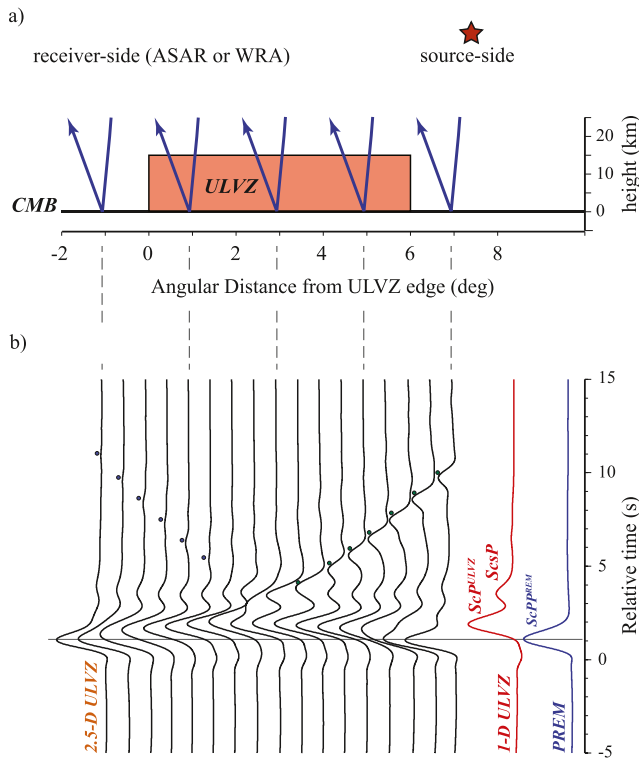 a)
receiver-side (ASAR or WRA)
source-side
20
10
0
height (km)
ULVZ
CMB
-2 0 2 4 6 8
Angular Distance from ULVZ edge (deg)
b)
15
10
5
0
-5
Relative time (s)
ScP^ULVZ
ScsP
ScPP^REM
2.5-D ULVZ
1-D ULVZ
PREM